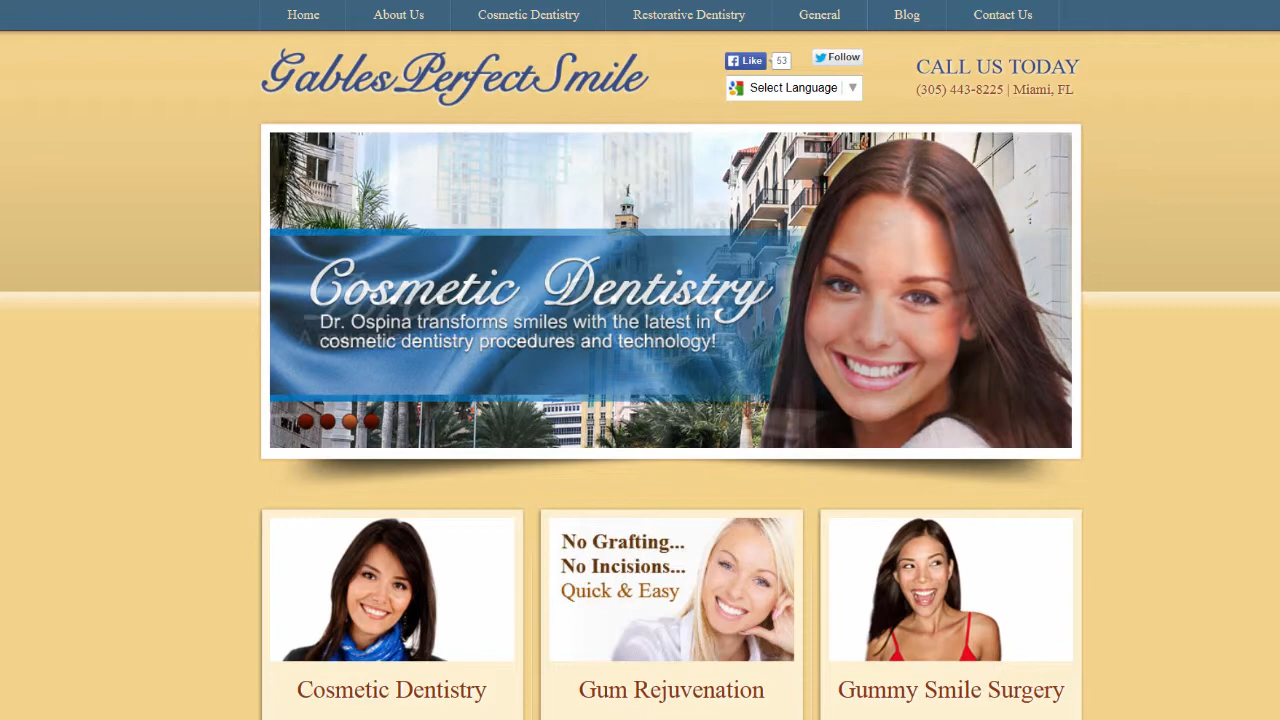 Home About Us Cosmetic Dentistry Restorative Dentistry General Blog Contact Us
Gables Perfect Smile
Like 53
Follow
Select Language ▼
CALL US TODAY
(305) 443-8225 | Miami, FL
Cosmetic Dentistry
Dr. Ospina transforms smiles with the latest in
cosmetic dentistry procedures and technology!
No Grafting...
No Incisions...
Quick & Easy
Cosmetic Dentistry
Gum Rejuvenation
Gummy Smile Surgery